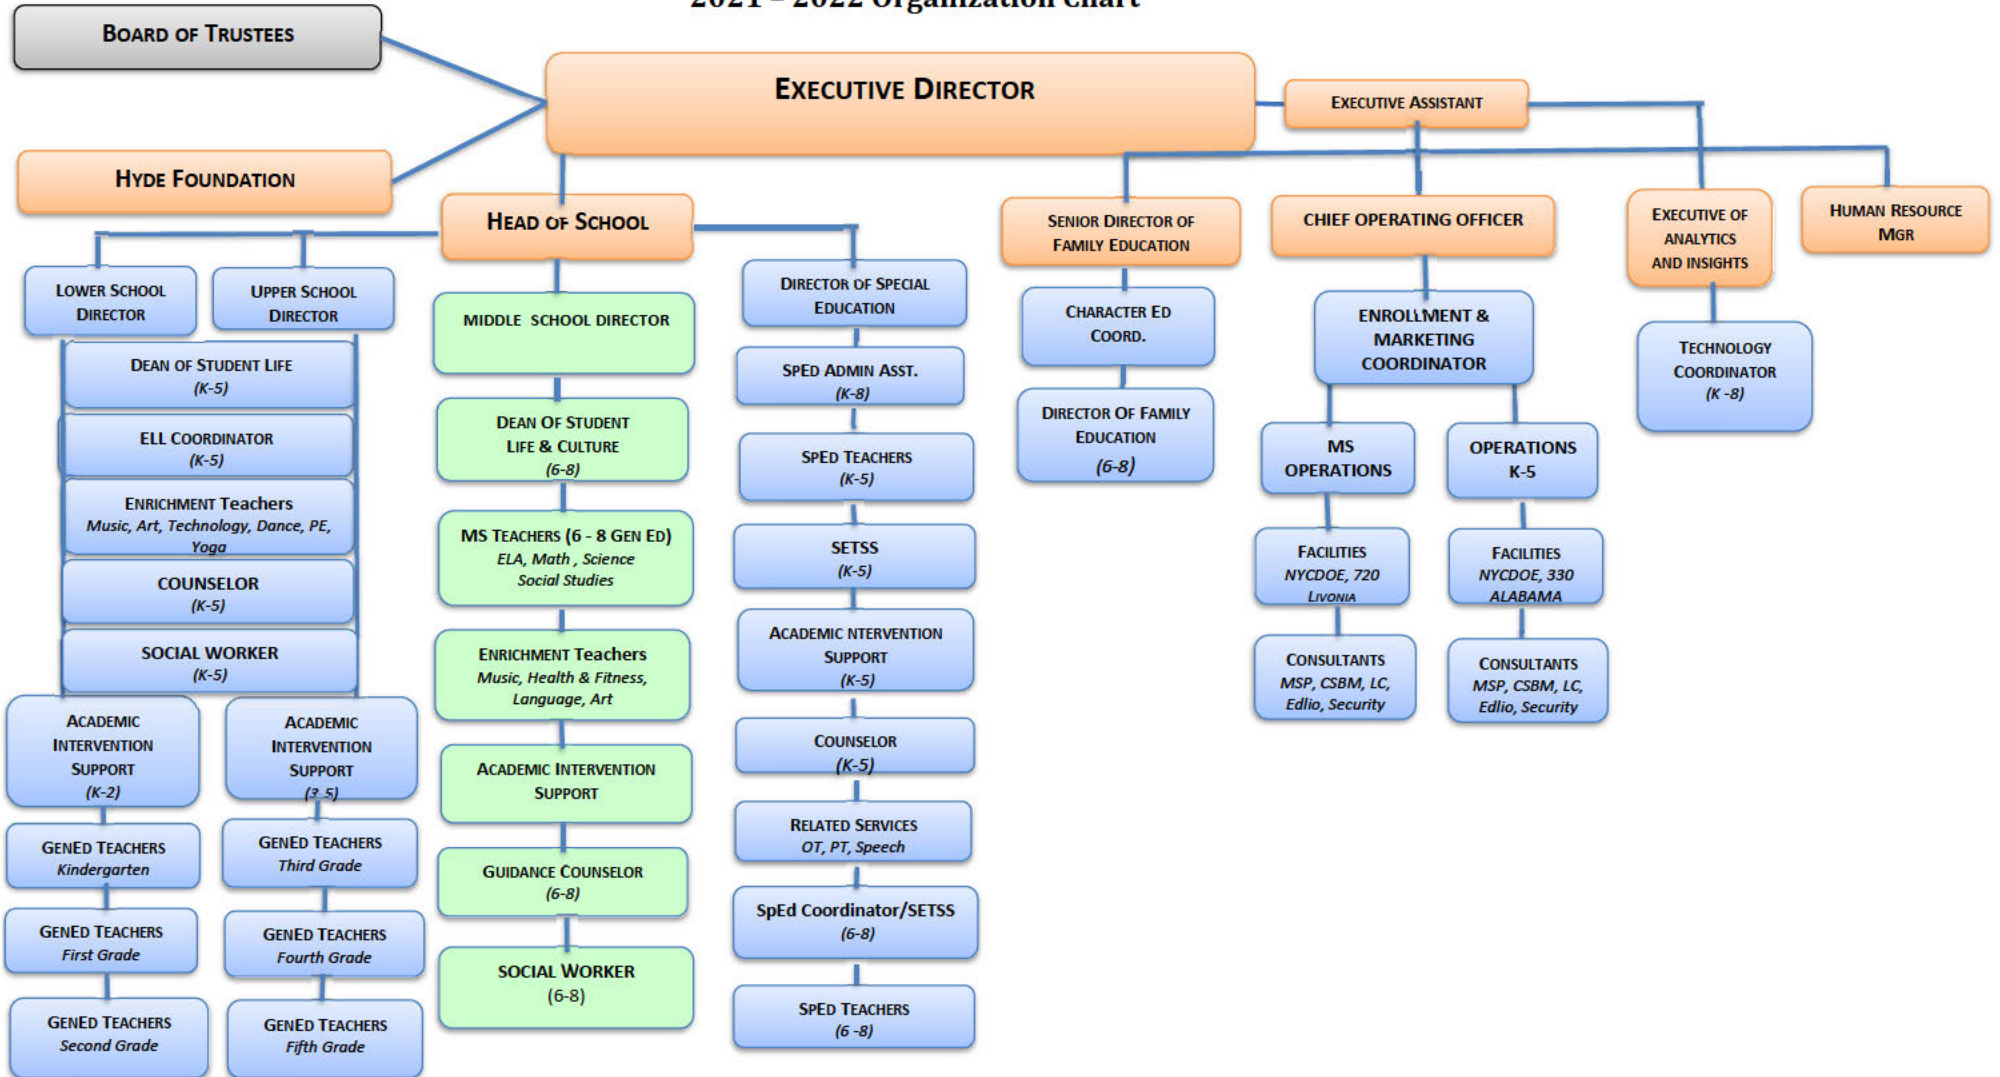 2021 – 2022 Organization Chart
BOARD OF TRUSTEES
EXECUTIVE DIRECTOR
EXECUTIVE ASSISTANT
HYDE FOUNDATION
HEAD OF SCHOOL
SENIOR DIRECTOR OF
FAMILY EDUCATION
CHIEF OPERATING OFFICER
EXECUTIVE OF
ANALYTICS
AND INSIGHTS
HUMAN RESOURCE
MGR
LOWER SCHOOL
DIRECTOR
UPPER SCHOOL
DIRECTOR
DEAN OF STUDENT LIFE
(K-5)
ELL COORDINATOR
(K-5)
ENRICHMENT Teachers
Music, Art, Technology, Dance, PE,
Yoga
COUNSELOR
(K-5)
SOCIAL WORKER
(K-5)
ACADEMIC
INTERVENTION
SUPPORT
(K-2)
GENED TEACHERS
Kindergarten
GENED TEACHERS
First Grade
GENED TEACHERS
Second Grade
ACADEMIC
INTERVENTION
SUPPORT
(3-5)
GENED TEACHERS
Third Grade
GENED TEACHERS
Fourth Grade
GENED TEACHERS
Fifth Grade
MIDDLE SCHOOL DIRECTOR
DEAN OF STUDENT
LIFE & CULTURE
(6-8)
MS TEACHERS (6 - 8 GEN ED)
ELA, Math , Science
Social Studies
ENRICHMENT Teachers
Music, Health & Fitness,
Language, Art
ACADEMIC INTERVENTION
SUPPORT
GUIDANCE COUNSELOR
(6-8)
SOCIAL WORKER
(6-8)
DIRECTOR OF SPECIAL
EDUCATION
SPED ADMIN ASST.
(K-8)
SPED TEACHERS
(K-5)
SETSS
(K-5)
ACADEMIC NTERVENTION
SUPPORT
(K-5)
COUNSELOR
(K-5)
RELATED SERVICES
OT, PT, Speech
SpEd Coordinator/SETSS
(6-8)
SPED TEACHERS
(6 -8)
CHARACTER ED
COORD.
DIRECTOR OF FAMILY
EDUCATION
(6-8)
ENROLLMENT &
MARKETING
COORDINATOR
MS
OPERATIONS
FACILITIES
NYCDOE, 720
LIVONIA
CONSULTANTS
MSP, CSBM, LC,
Edlio, Security
OPERATIONS
K-5
FACILITIES
NYCDOE, 330
ALABAMA
CONSULTANTS
MSP, CSBM, LC,
Edlio, Security
TECHNOLOGY
COORDINATOR
(K -8)